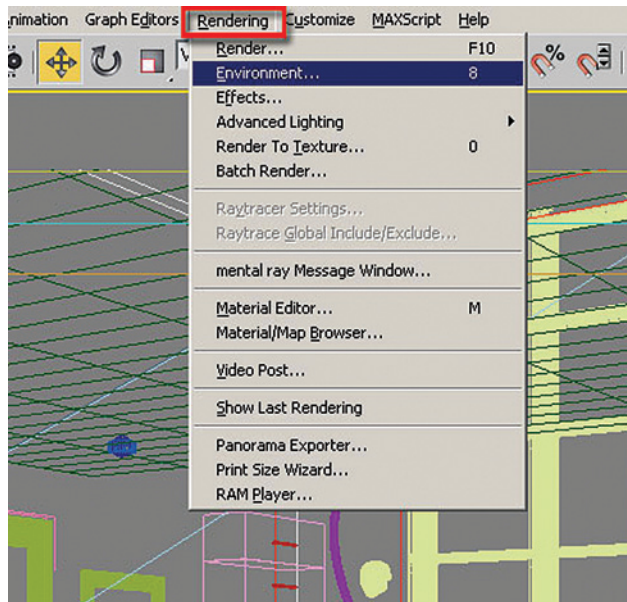 nimation Graph Editors Rendering Customize MAXScript Help
Render... F10
Environment... 8
Effects...
Advanced Lighting
Render To Texture... 0
Batch Render...
Raytracer Settings...
Raytrace Global Include/Exclude...
mental ray Message Window...
Material Editor... M
Material/Map Browser...
Video Post...
Show Last Rendering
Panorama Exporter...
Print Size Wizard...
RAM Player...